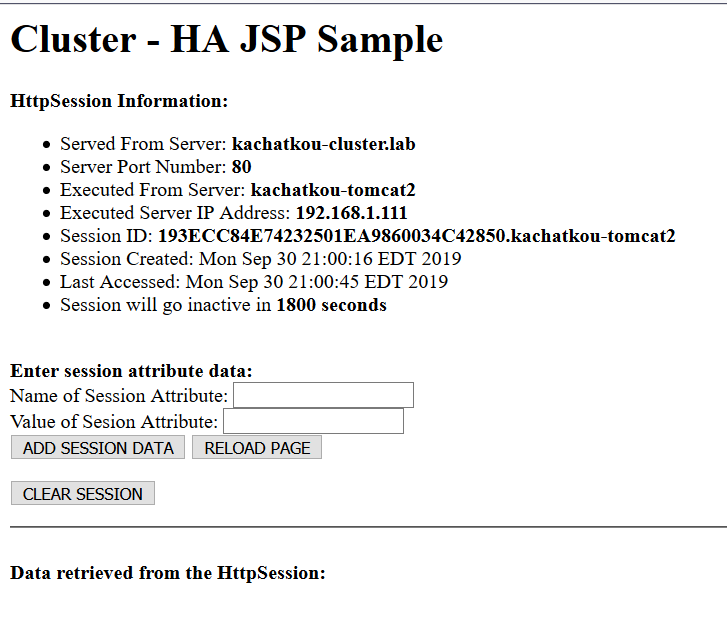 Cluster - HA JSP Sample
HttpSession Information:
Served From Server: kachatkou-cluster.lab
Server Port Number: 80
Executed From Server: kachatkou-tomcat2
Executed Server IP Address: 192.168.1.111
Session ID: 193ECC84E74232501EA9860034C42850.kachatkou-tomcat2
Session Created: Mon Sep 30 21:00:16 EDT 2019
Last Accessed: Mon Sep 30 21:00:45 EDT 2019
Session will go inactive in 1800 seconds
Enter session attribute data:
Name of Session Attribute:
Value of Sesion Attribute:
ADD SESSION DATA RELOAD PAGE
CLEAR SESSION
Data retrieved from the HttpSession: